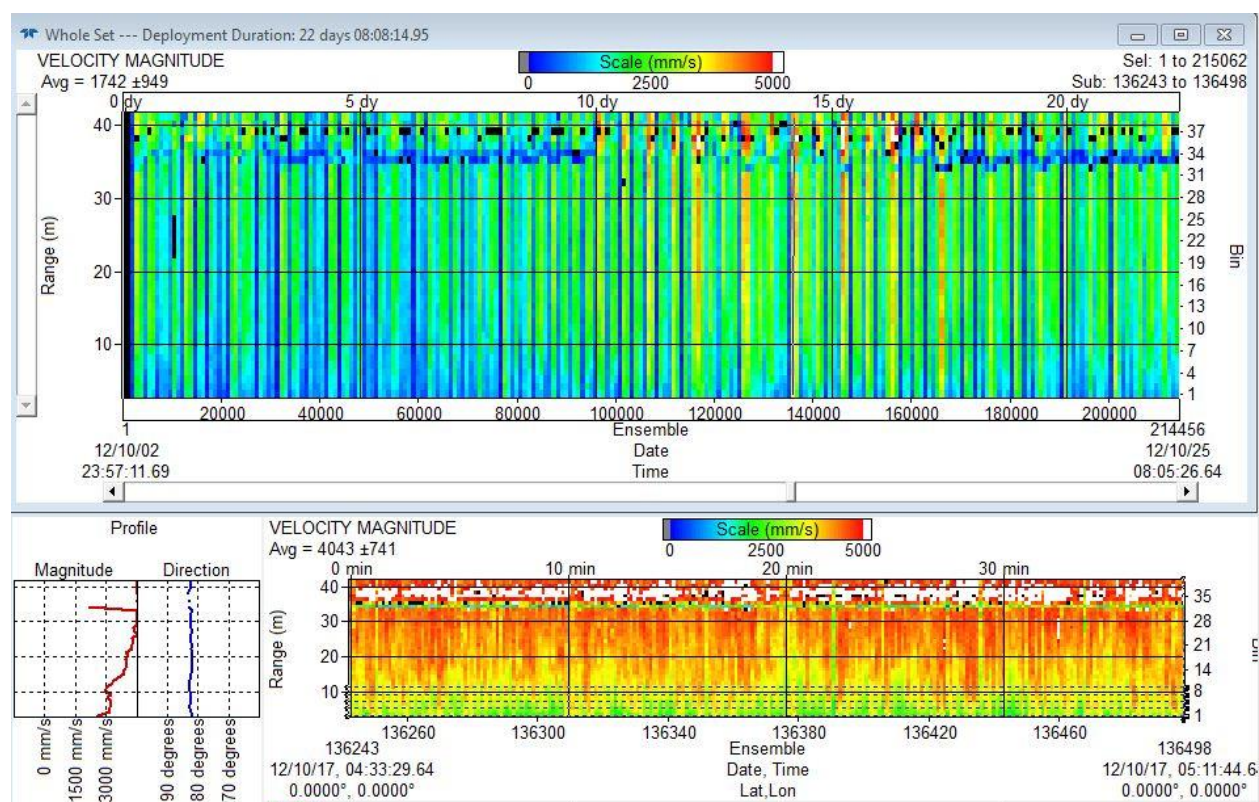 Whole Set --- Deployment Duration: 22 days 08:08:14.95
VELOCITY MAGNITUDE
Avg = 1742 ±949
Scale (mm/s)
0 2500 5000
Sel: 1 to 215062
Sub: 136243 to 136498
0 dy 5 dy 10 dy 15 dy 20 dy
Range (m)
40
30
20
10
37
34
31
28
25
22
19
16
13
10
7
4
1
Bin
20000 40000 60000 80000 100000 120000 140000 160000 180000 200000
1 Ensemble 214456
12/10/02 Date 12/10/25
23:57:11.69 Time 08:05:26.64
Profile
Magnitude Direction
0 mm/s
1500 mm/s
3000 mm/s
90 degrees
80 degrees
70 degrees
VELOCITY MAGNITUDE
Avg = 4043 ±741
Scale (mm/s)
0 2500 5000
0 min 10 min 20 min 30 min
Range (m)
40
30
20
10
35
28
21
14
8
1
136260 136300 136340 136380 136420 136460
136243 Ensemble 136498
12/10/17, 04:33:29.64 Date, Time 12/10/17, 05:11:44.6
0.0000°, 0.0000° Lat,Lon 0.0000°, 0.0000°